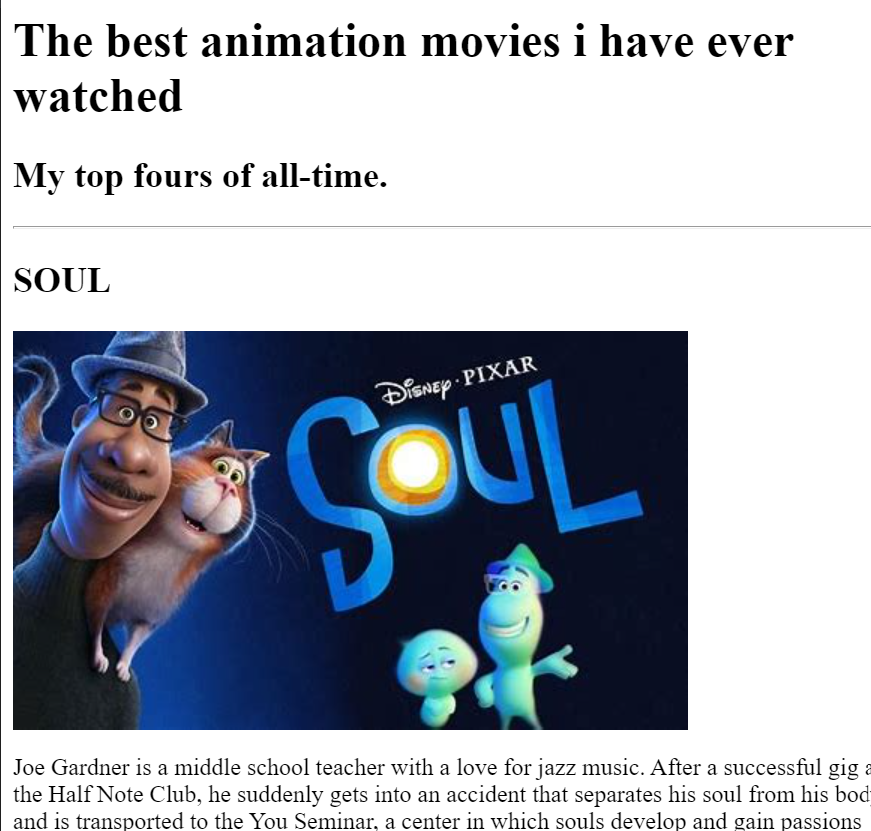 The best animation movies i have ever
watched
My top fours of all-time.
SOUL
Disney · PIXAR
SOUL
Joe Gardner is a middle school teacher with a love for jazz music. After a successful gig
the Half Note Club, he suddenly gets into an accident that separates his soul from his
and is transported to the You Seminar, a center in which souls develop and gain passions